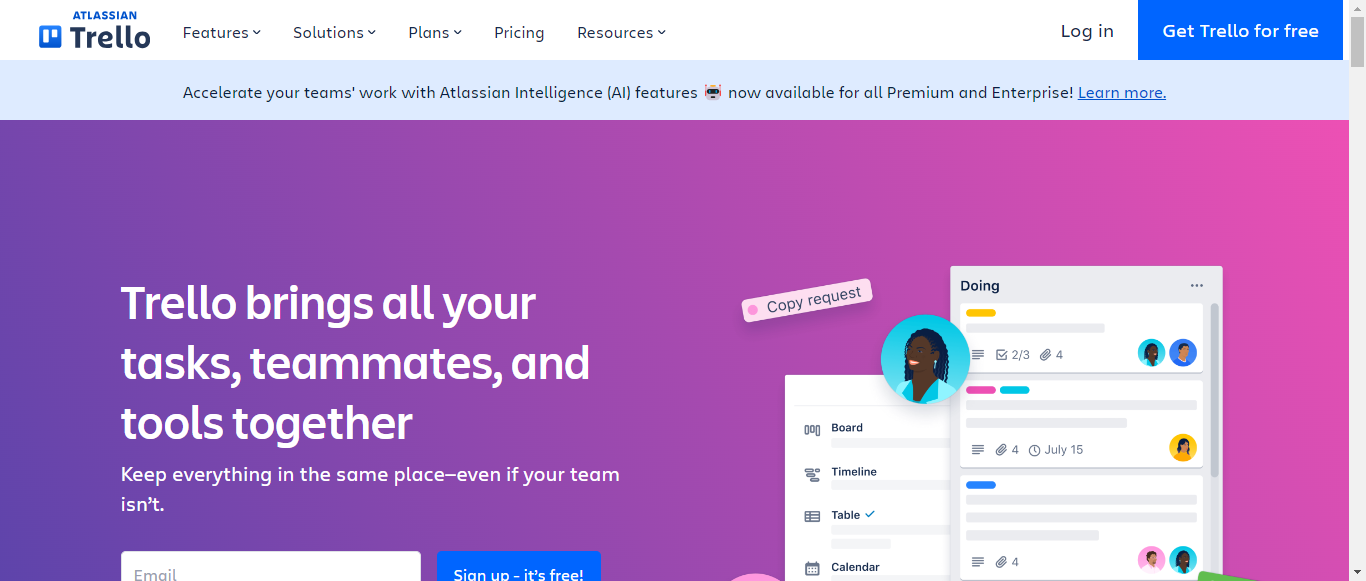 ATLASSIAN
Trello
Features
Solutions
Plans
Pricing
Resources
Log in
Get Trello for free
Accelerate your teams' work with Atlassian Intelligence (AI) features 🤖 now available for all Premium and Enterprise! Learn more.
Trello brings all your
tasks, teammates, and
tools together
Keep everything in the same place—even if your team
isn’t.
Email
Sign up - it’s free!
Copy request
Board
Timeline
Table
Calendar
Doing
2/3 4
4 July 15
4